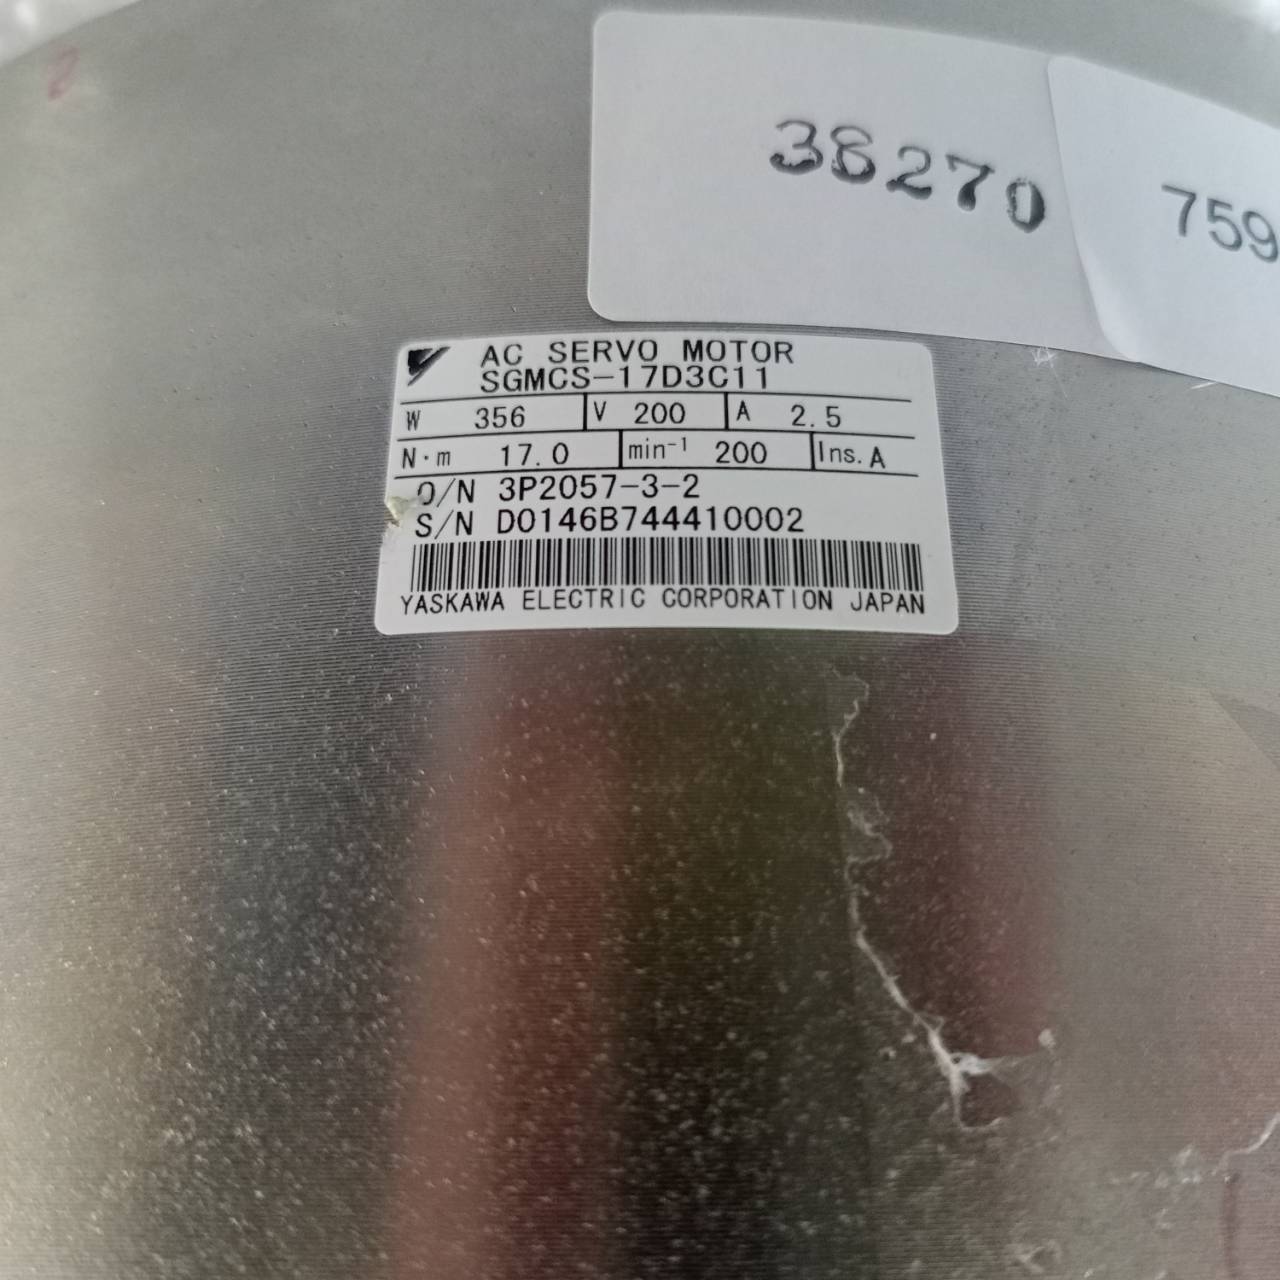 2
38270
759
AC SERVO MOTOR
SGMCS-17D3C11
W 356 V 200 A 2.5
N·m 17.0 min-1 200 Ins. A
O/N 3P2057-3-2
S/N D0146B744410002
YASKAWA ELECTRIC CORPORATION JAPAN